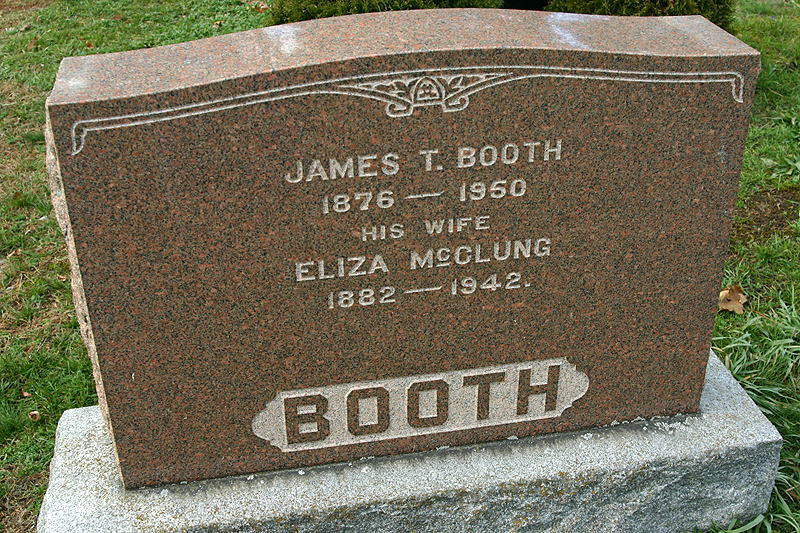 JAMES T. BOOTH
1876 — 1950
HIS WIFE
ELIZA McCLUNG
1882 — 1942.
BOOTH